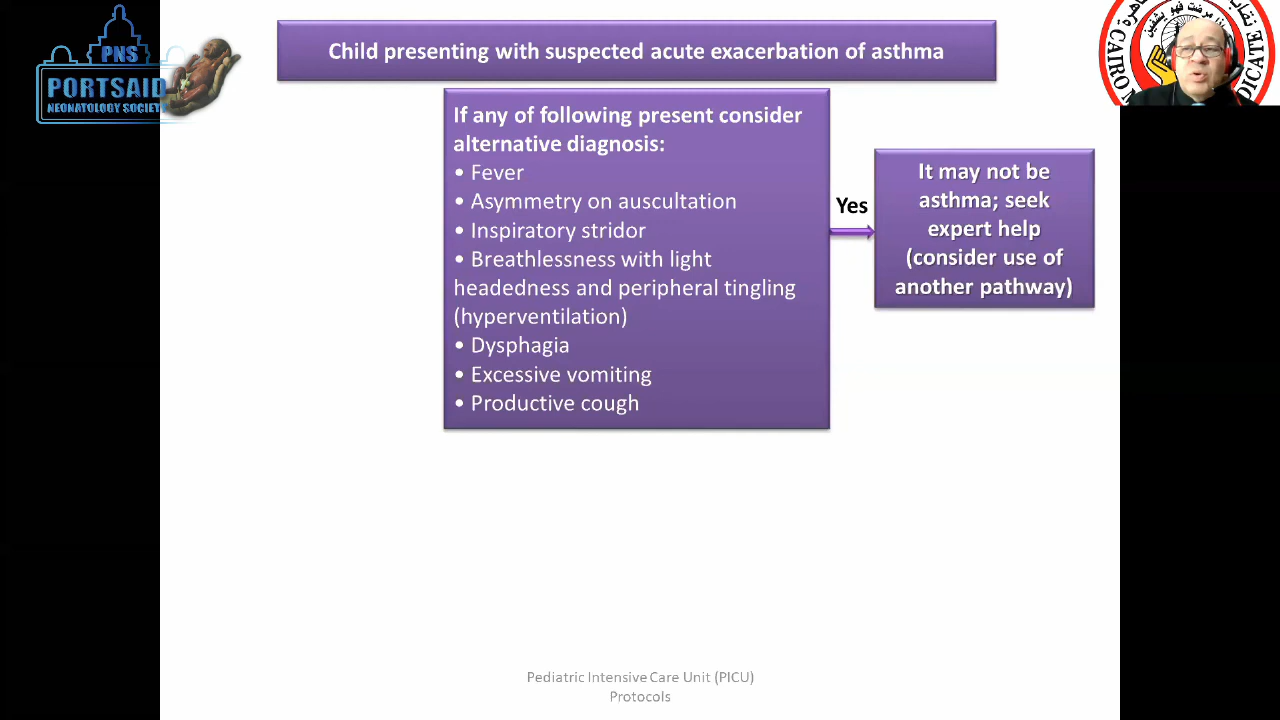 PNS
PORTSAID
NEONATOLOGY SOCIET
Child presenting with suspected acute exacerbation of asthma
If any of following present consider
alternative diagnosis:
• Fever
• Asymmetry on auscultation
• Inspiratory stridor
• Breathlessness with light
headedness and peripheral tingling
(hyperventilation)
• Dysphagia
• Excessive vomiting
• Productive cough
Yes
It may not be
asthma; seek
expert help
(consider use of
another pathway)
CAIRO
DICATE
Pediatric Intensive Care Unit (PICU)
Protocols